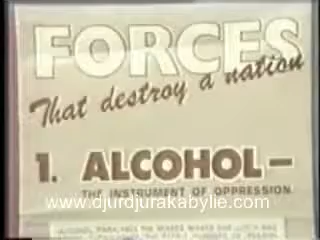 FORCES
That destroy a nation
1. ALCOHOL—
THE INSTRUMENT OF OPPRESSION
www.djurdjurakabylie.com